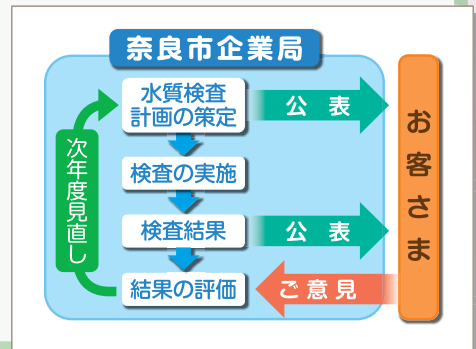 奈良市企業局
水質検査
計画の策定
公表
検査の実施
検査結果
公表
結果の評価
ご意見
次年度見直し
お客さま